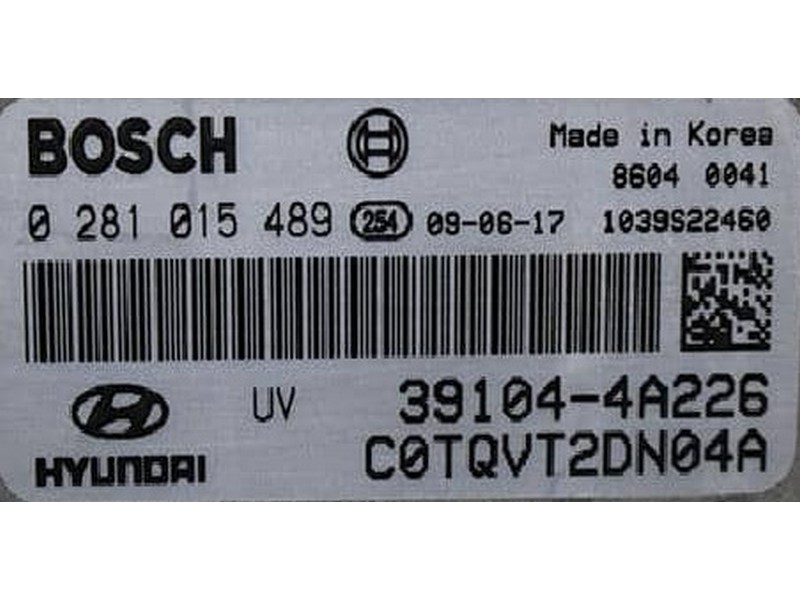 BOSCH Made in Korea
8604 0041
0 281 015 489 254 09-06-17 1039S22460
UV 39104-4A226
HYUNDAI C0TQVT2DN04A